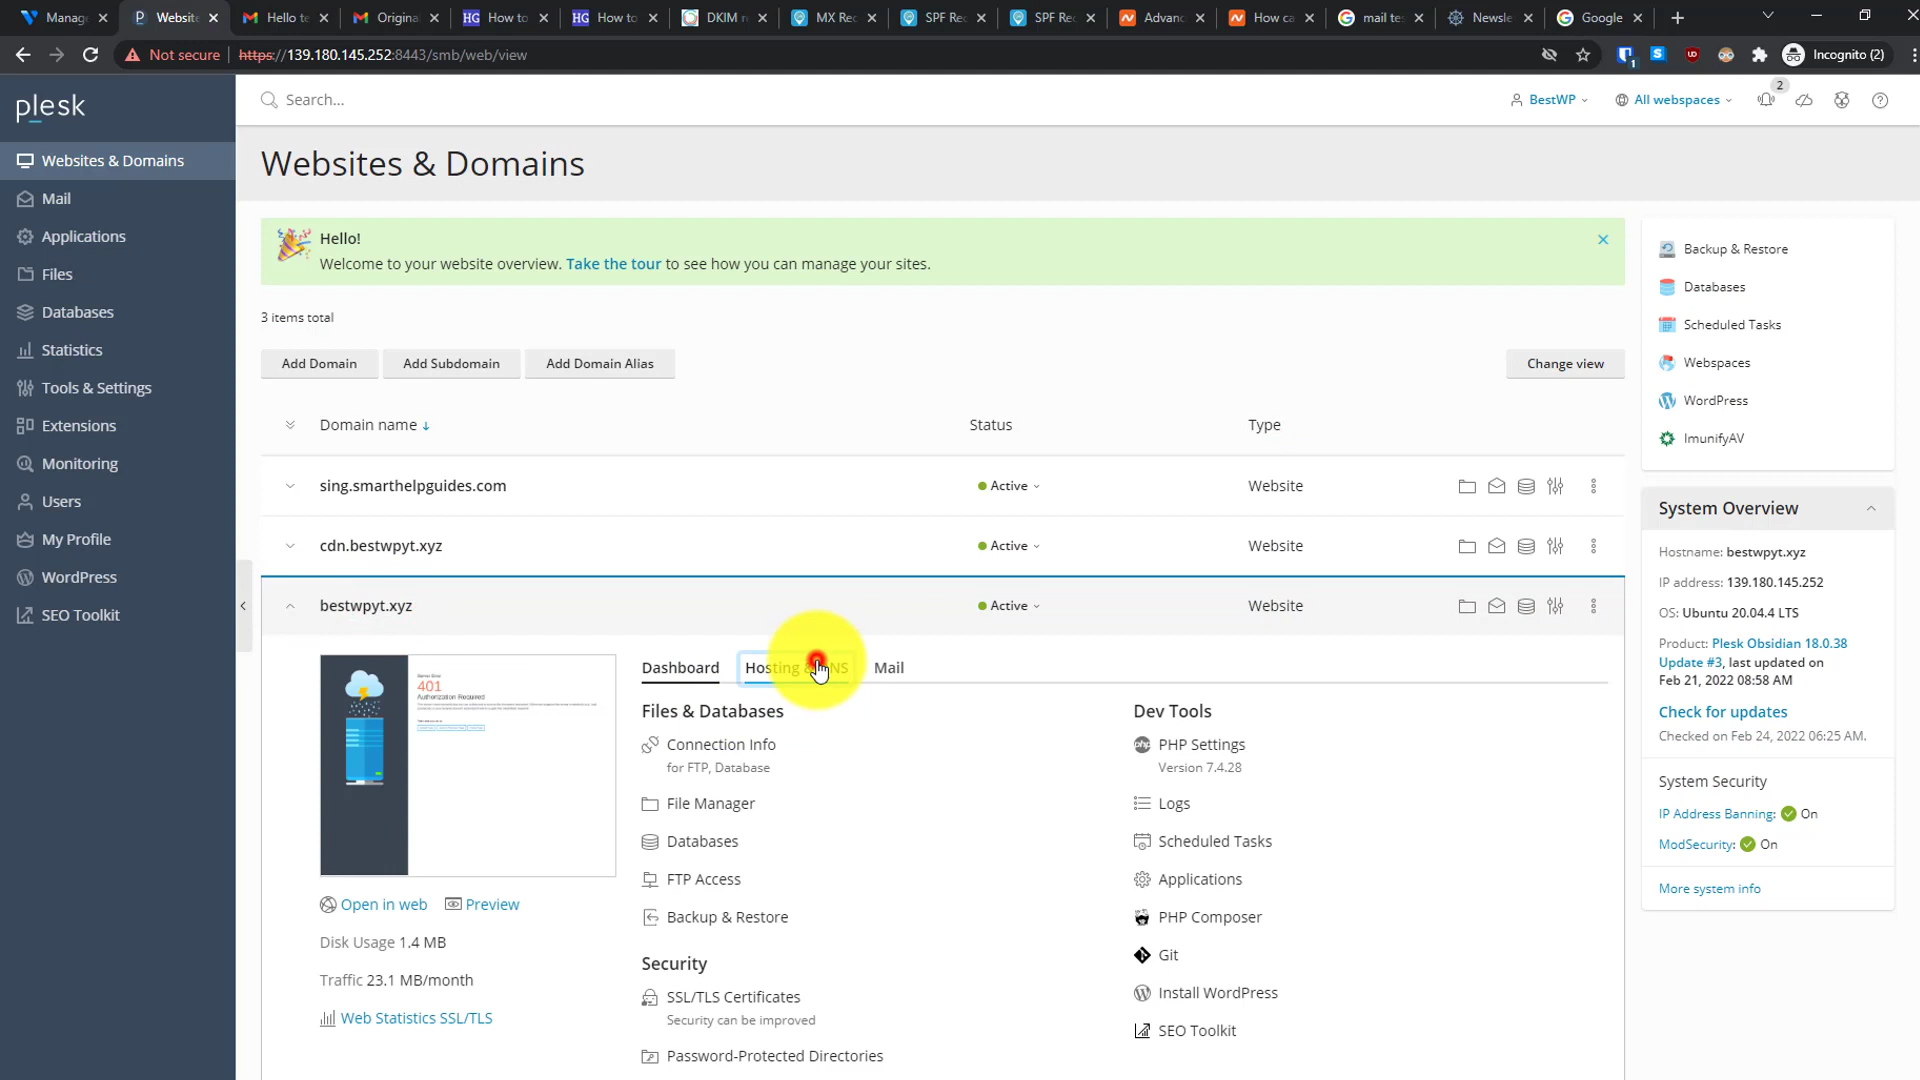 Manage
Website
Hello te
Original
How to
How to
DKIM r
MX Rec
SPF Rec
SPF Rec
Advanc
How ca
mail tes
Newsle
Google
Not secure
https://139.180.145.252:8443/smb/web/view
Incognito (2)
plesk
Search...
BestWP
All webspaces
2
Websites & Domains
Mail
Applications
Files
Databases
Statistics
Tools & Settings
Extensions
Monitoring
Users
My Profile
WordPress
SEO Toolkit
Websites & Domains
Hello!
Welcome to your website overview. Take the tour to see how you can manage your sites.
3 items total
Add Domain
Add Subdomain
Add Domain Alias
Change view
Domain name
Status
Type
sing.smarthelpguides.com
Active
Website
cdn.bestwpyt.xyz
Active
Website
bestwpyt.xyz
Active
Website
401
Authorization Required
Open in web
Preview
Disk Usage 1.4 MB
Traffic 23.1 MB/month
Web Statistics SSL/TLS
Dashboard
Hosting & DNS
Mail
Files & Databases
Connection Info
for FTP, Database
File Manager
Databases
FTP Access
Backup & Restore
Security
SSL/TLS Certificates
Security can be improved
Password-Protected Directories
Dev Tools
PHP Settings
Version 7.4.28
Logs
Scheduled Tasks
Applications
PHP Composer
Git
Install WordPress
SEO Toolkit
Backup & Restore
Databases
Scheduled Tasks
Webspaces
WordPress
ImunifyAV
System Overview
Hostname: bestwpyt.xyz
IP address: 139.180.145.252
OS: Ubuntu 20.04.4 LTS
Product: Plesk Obsidian 18.0.38
Update #3, last updated on
Feb 21, 2022 08:58 AM
Check for updates
Checked on Feb 24, 2022 06:25 AM.
System Security
IP Address Banning: On
ModSecurity: On
More system info